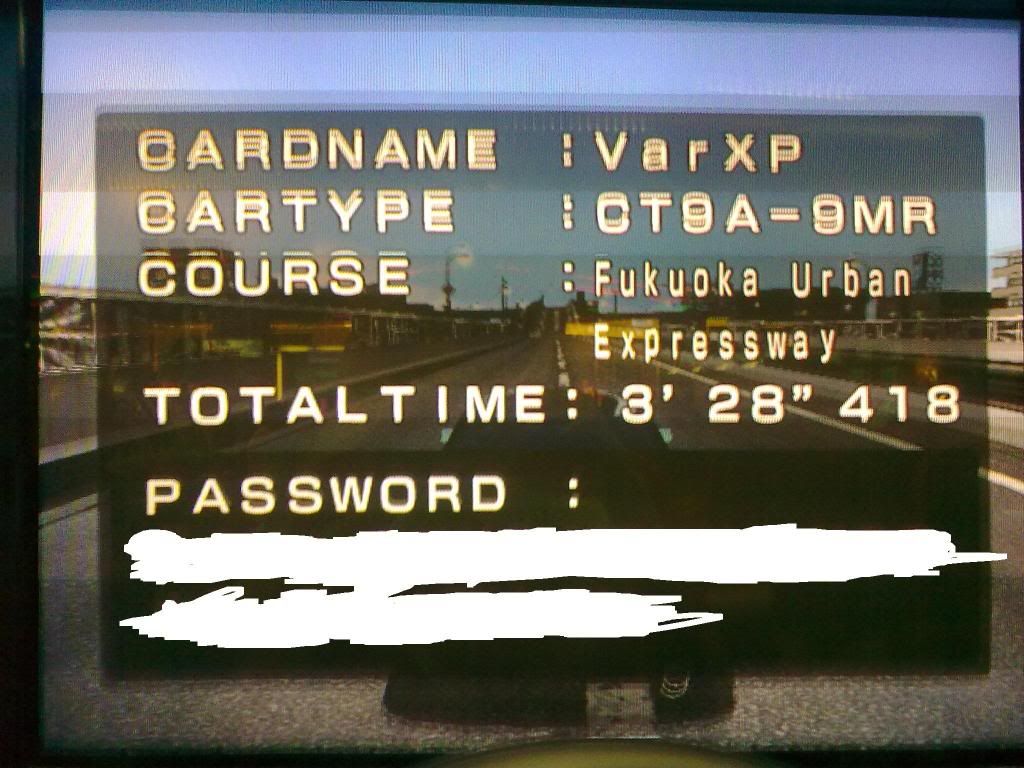 CARDNAME : VarXP
CARTYPE : CT9A-9MR
COURSE : Fukuoka Urban
Expressway
TOTALTIME: 3' 28" 418
PASSWORD :